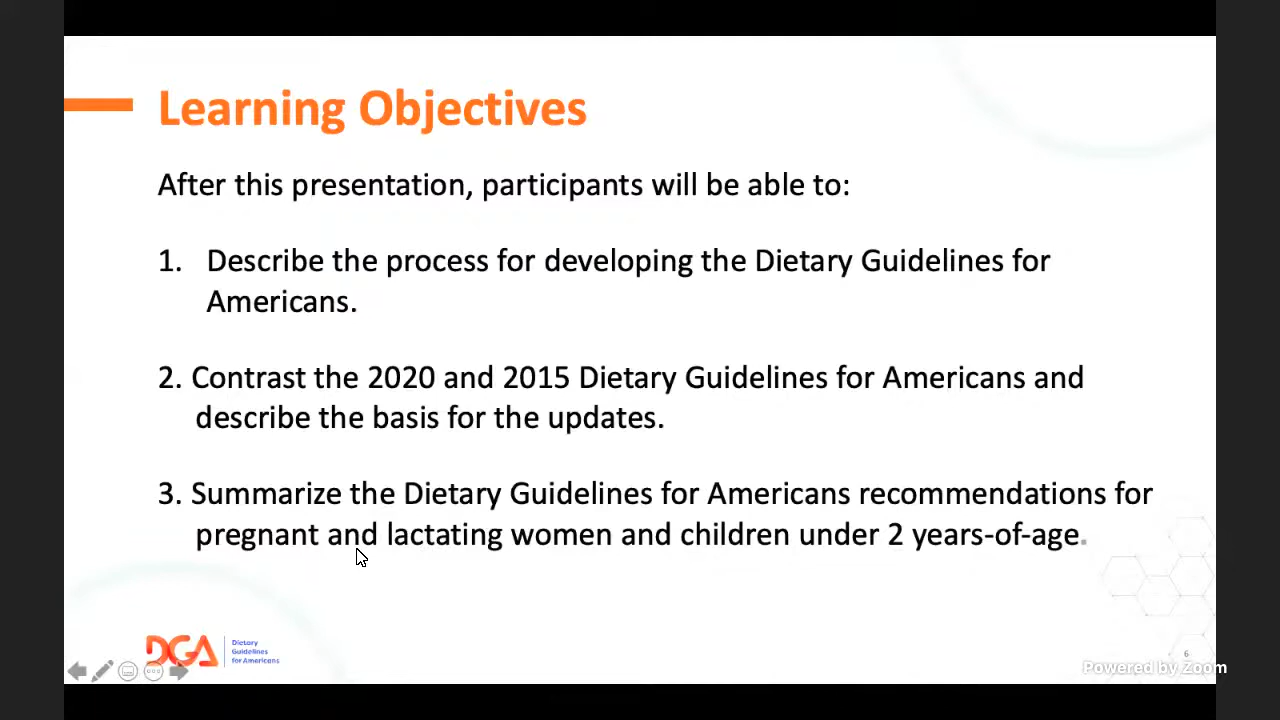 Learning Objectives
After this presentation, participants will be able to:
1. Describe the process for developing the Dietary Guidelines for
Americans.
2. Contrast the 2020 and 2015 Dietary Guidelines for Americans and
describe the basis for the updates.
3. Summarize the Dietary Guidelines for Americans recommendations for
pregnant and lactating women and children under 2 years-of-age.
DGA
Dietary
Guidelines
for Americans
6
Powered by Zoom